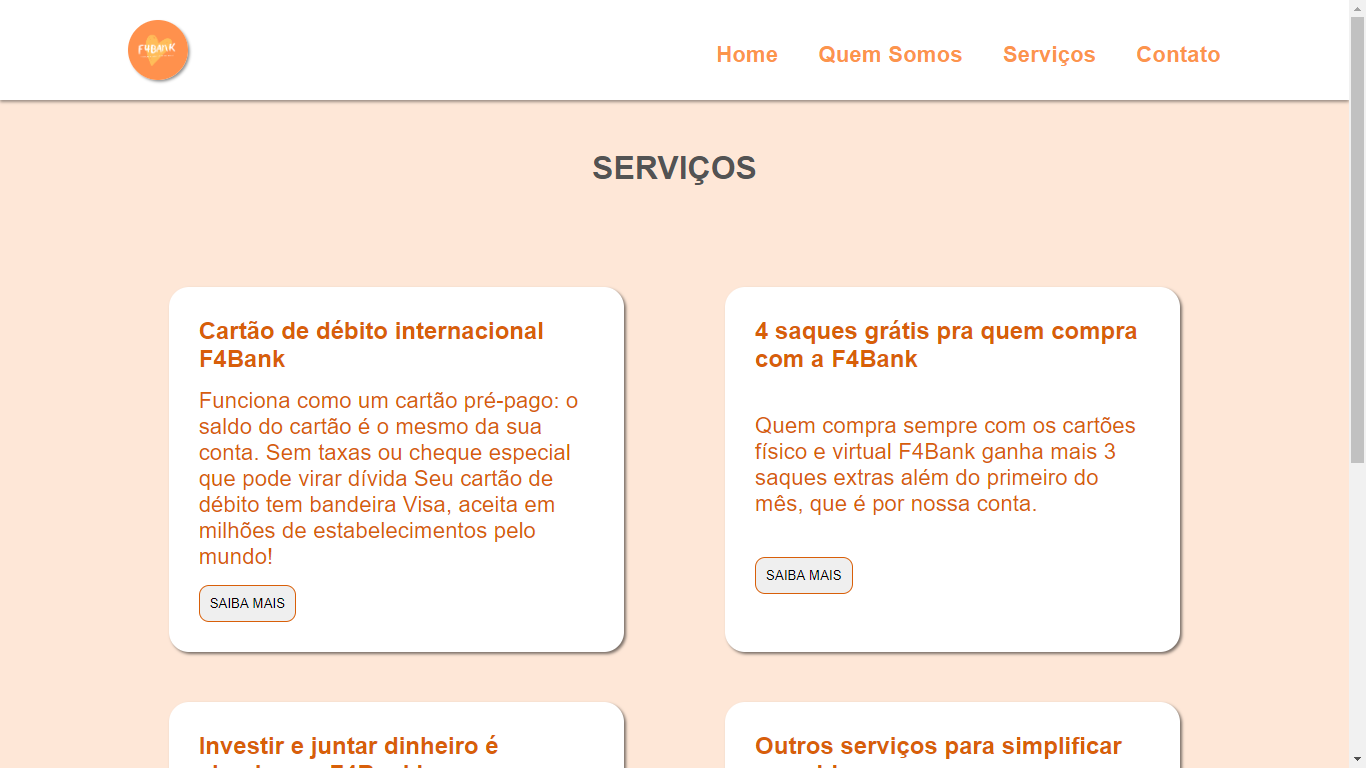 F4BANK
Home
Quem Somos
Serviços
Contato
SERVIÇOS
Cartão de débito internacional
F4Bank
Funciona como um cartão pré-pago: o
saldo do cartão é o mesmo da sua
conta. Sem taxas ou cheque especial
que pode virar dívida Seu cartão de
débito tem bandeira Visa, aceita em
milhões de estabelecimentos pelo
mundo!
SAIBA MAIS
4 saques grátis pra quem compra
com a F4Bank
Quem compra sempre com os cartões
físico e virtual F4Bank ganha mais 3
saques extras além do primeiro do
mês, que é por nossa conta.
SAIBA MAIS
Investir e juntar dinheiro é
Outros serviços para simplificar